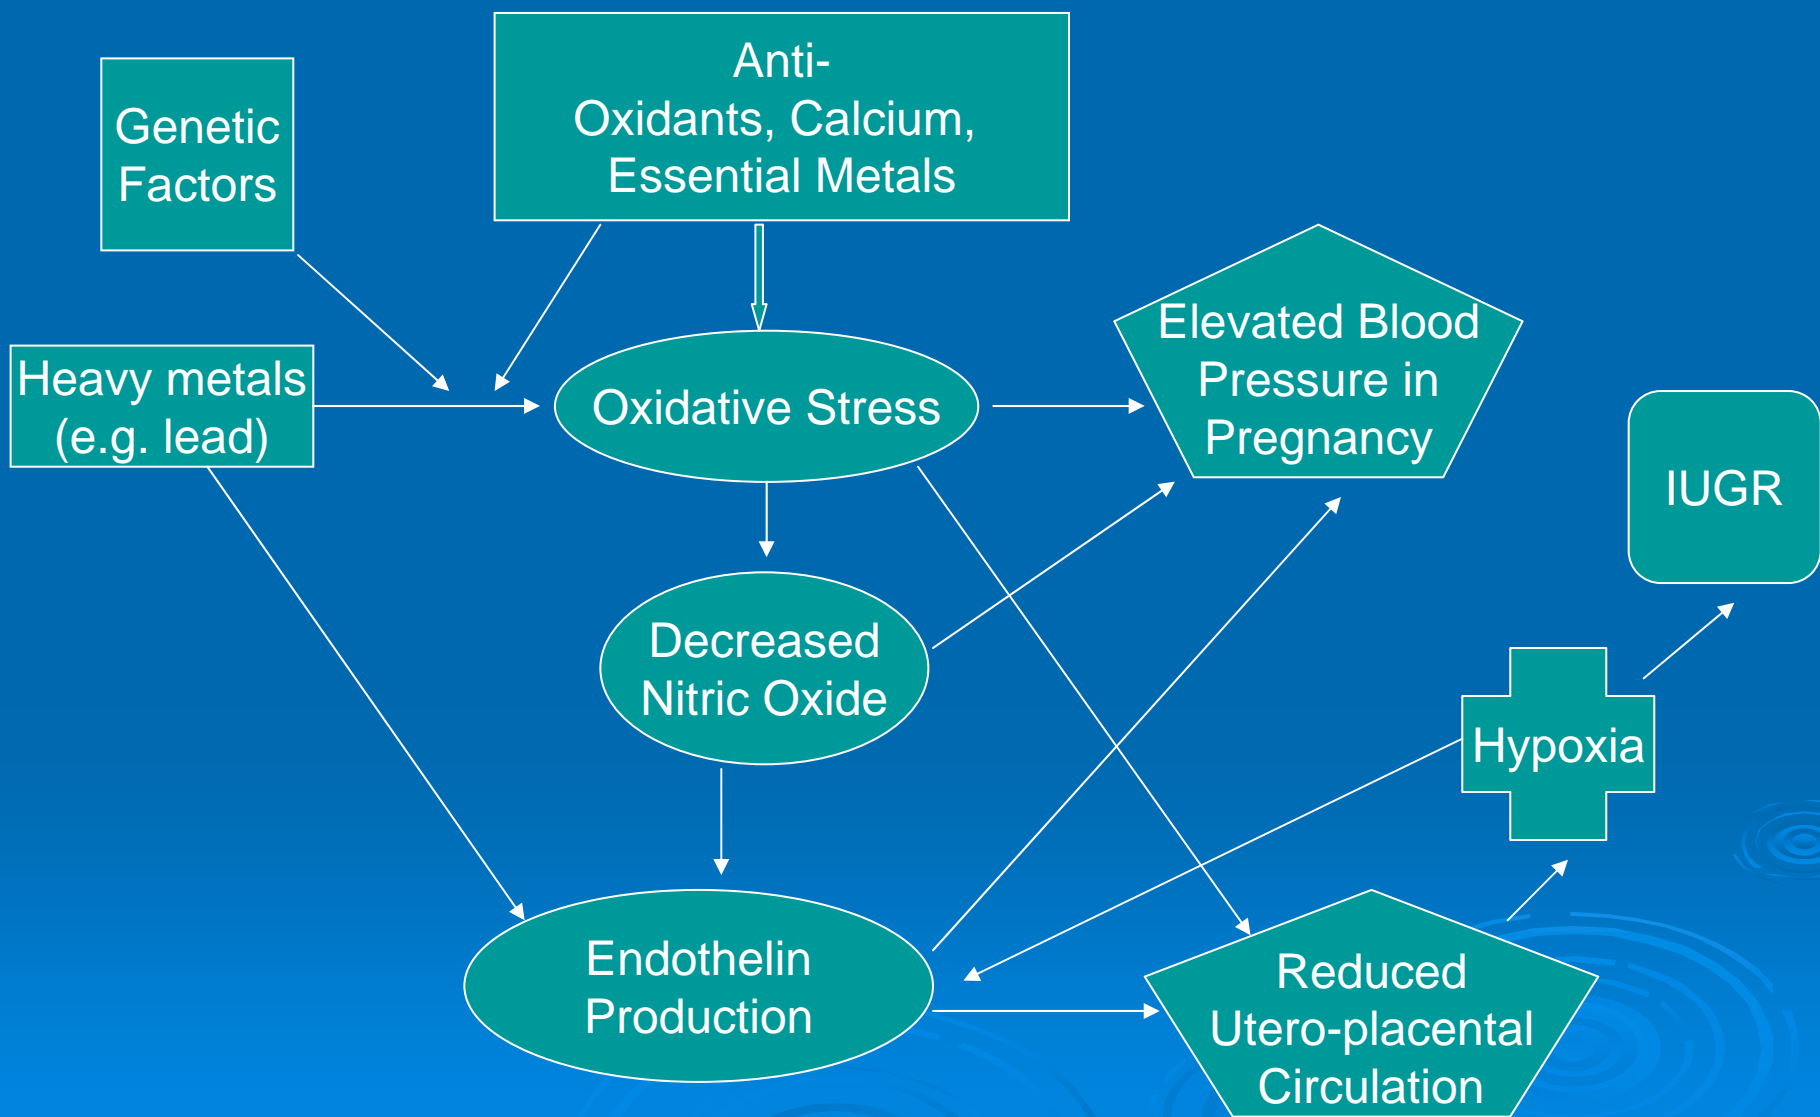 Genetic
Factors
Anti-
Oxidants, Calcium,
Essential Metals
Heavy metals
(e.g. lead)
Oxidative Stress
Elevated Blood
Pressure in
Pregnancy
IUGR
Decreased
Nitric Oxide
Hypoxia
Endothelin
Production
Reduced
Utero-placental
Circulation